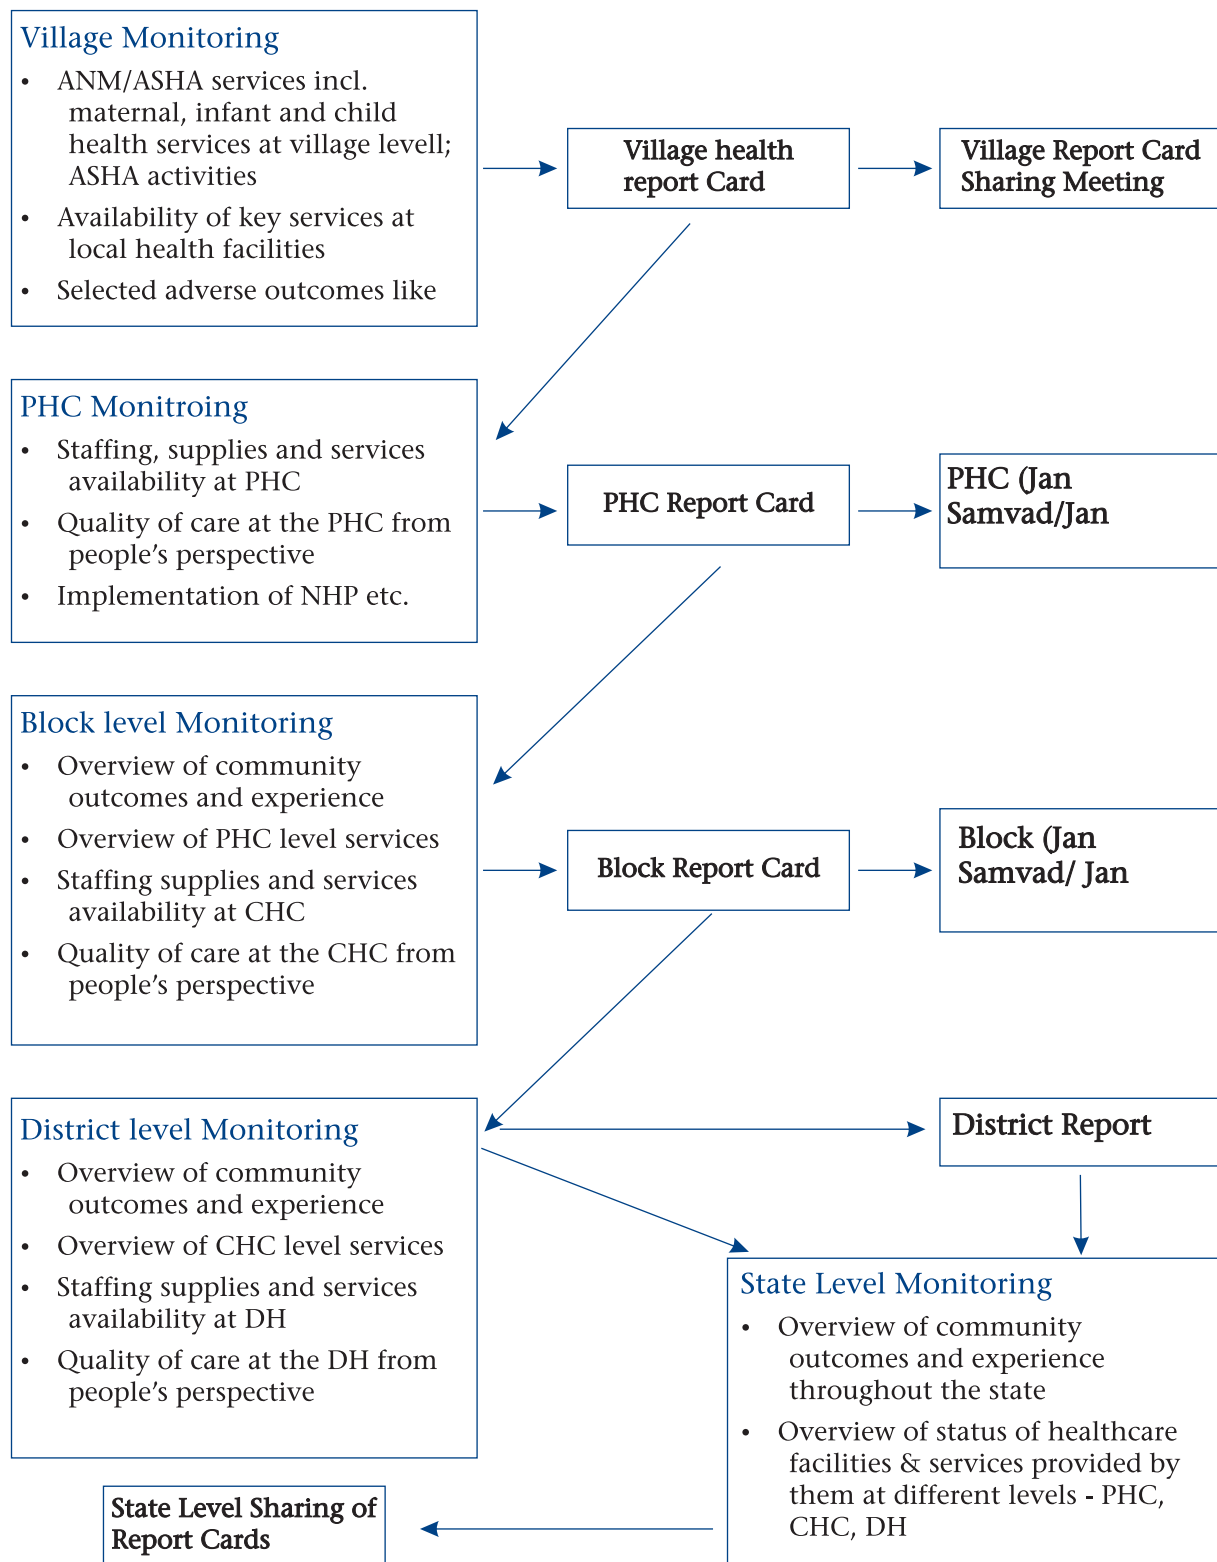 Village Monitoring
• ANM/ASHA services incl.
maternal, infant and child
health services at village levell;
ASHA activities
• Availability of key services at
local health facilities
• Selected adverse outcomes like
Village health
report Card
Village Report Card
Sharing Meeting
PHC Monitroing
• Staffing, supplies and services
availability at PHC
• Quality of care at the PHC from
people's perspective
• Implementation of NHP etc.
PHC Report Card
PHC (Jan
Samvad/Jan
Block level Monitoring
• Overview of community
outcomes and experience
• Overview of PHC level services
• Staffing supplies and services
availability at CHC
• Quality of care at the CHC from
people's perspective
Block Report Card
Block (Jan
Samvad/ Jan
District level Monitoring
• Overview of community
outcomes and experience
• Overview of CHC level services
• Staffing supplies and services
availability at DH
• Quality of care at the DH from
people's perspective
District Report
State Level Monitoring
• Overview of community
outcomes and experience
throughout the state
• Overview of status of healthcare
facilities & services provided by
them at different levels - PHC,
CHC, DH
State Level Sharing of
Report Cards